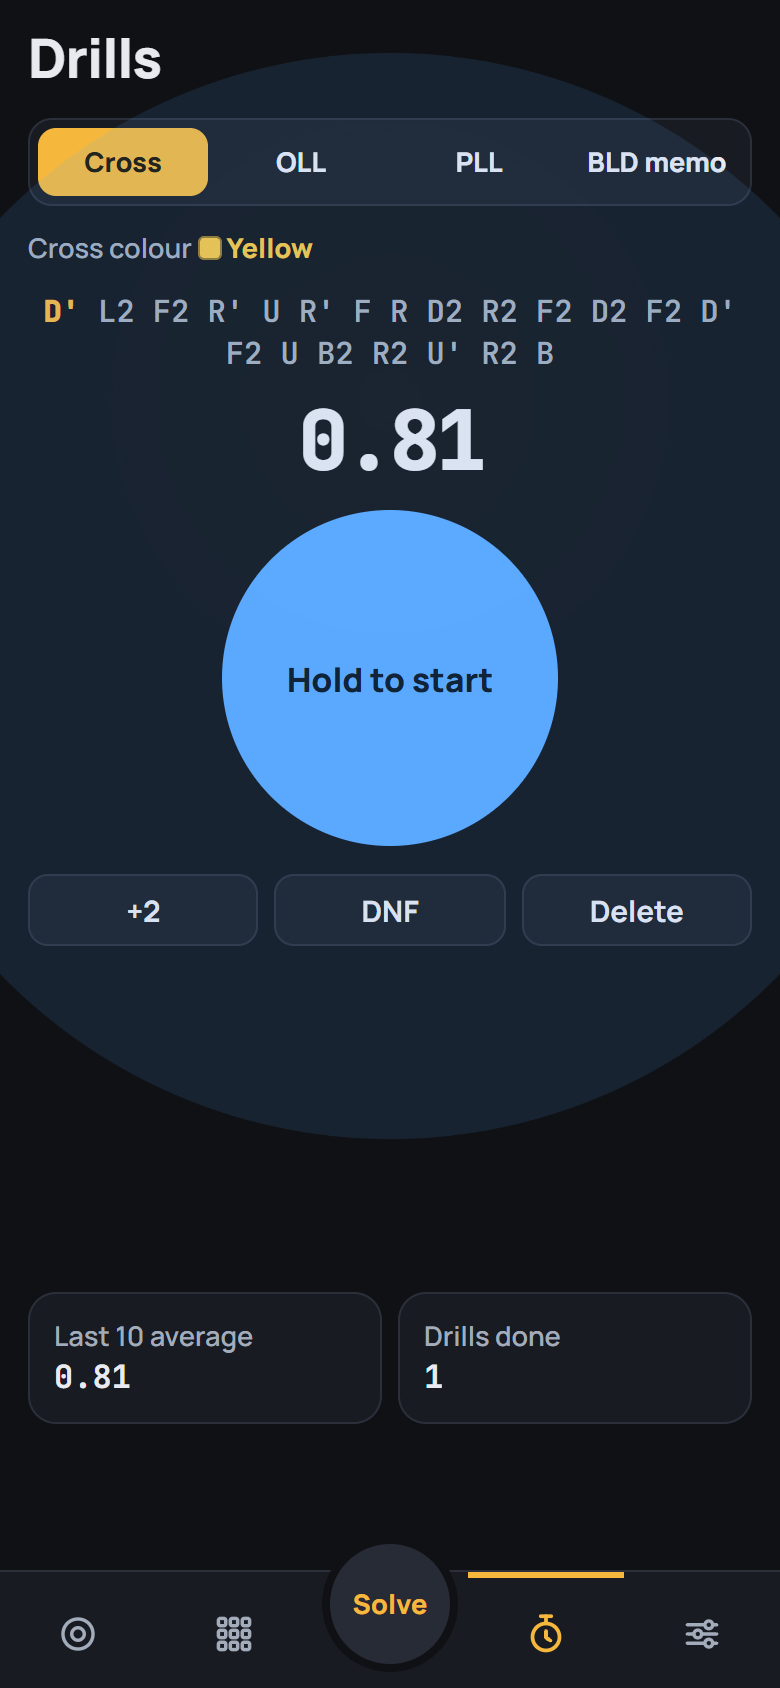 Drills
Cross
OLL
PLL
BLD memo
Cross colour Yellow
D' L2 F2 R' U R' F R D2 R2 F2 D2 F2 D'
F2 U B2 R2 U' R2 B
0.81
Hold to start
+2
DNF
Delete
Last 10 average
0.81
Drills done
1
Solve